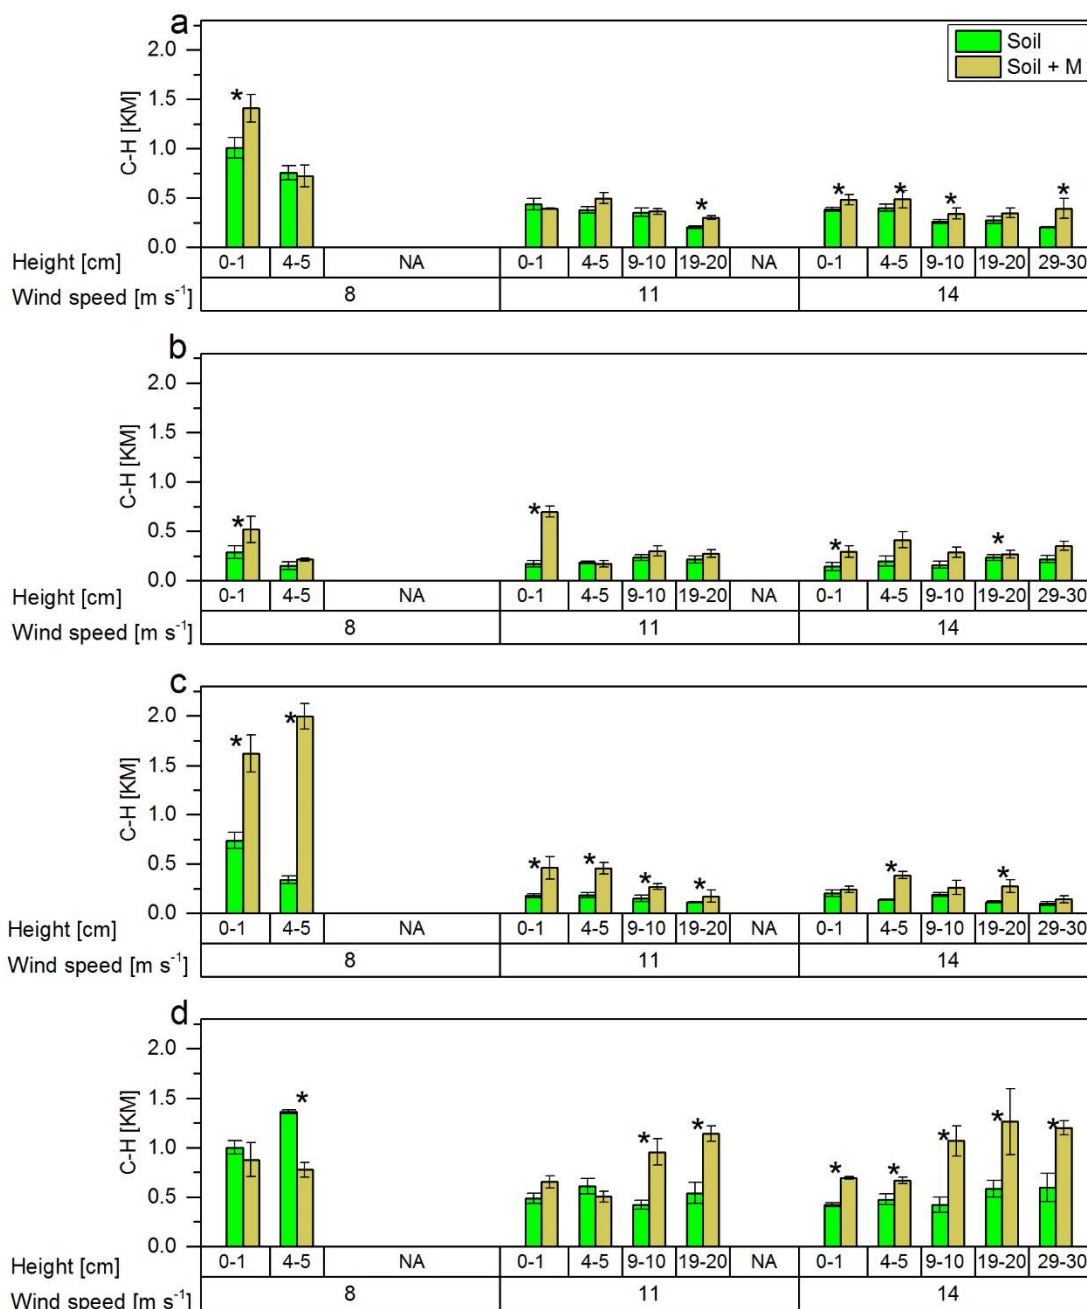 a
2.0
1.5
1.0
0.5
0.0
C-H [KM]
Soil
Soil + M
* * * * * *
Height [cm] 0-1 4-5 NA 0-1 4-5 9-10 19-20 NA 0-1 4-5 9-10 19-20 29-30
Wind speed [m s⁻¹] 8 11 14
b
2.0
1.5
1.0
0.5
0.0
C-H [KM]
* * * *
Height [cm] 0-1 4-5 NA 0-1 4-5 9-10 19-20 NA 0-1 4-5 9-10 19-20 29-30
Wind speed [m s⁻¹] 8 11 14
c
2.0
1.5
1.0
0.5
0.0
C-H [KM]
* * * * * * * *
Height [cm] 0-1 4-5 NA 0-1 4-5 9-10 19-20 NA 0-1 4-5 9-10 19-20 29-30
Wind speed [m s⁻¹] 8 11 14
d
2.0
1.5
1.0
0.5
0.0
C-H [KM]
* * * * * * * *
Height [cm] 0-1 4-5 NA 0-1 4-5 9-10 19-20 NA 0-1 4-5 9-10 19-20 29-30
Wind speed [m s⁻¹] 8 11 14